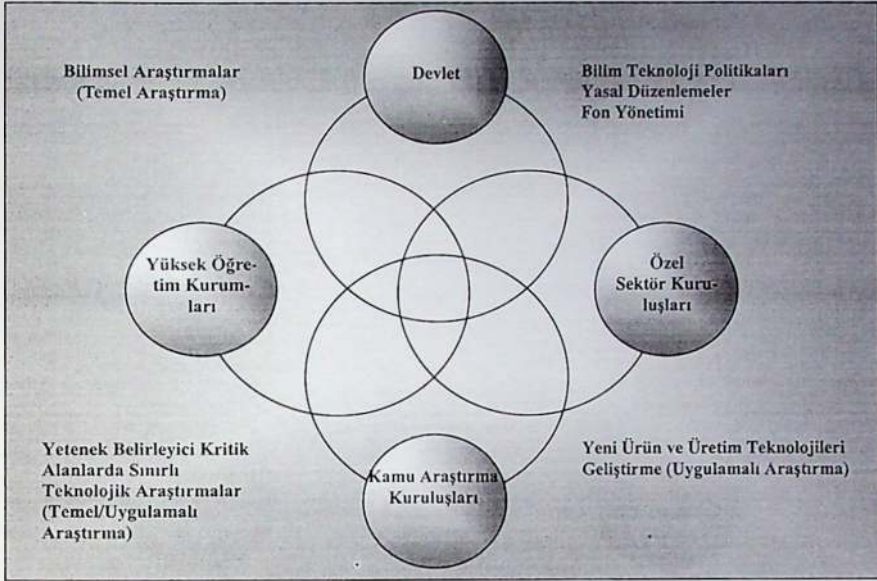 Bilimsel Araştırmalar
(Temel Araştırma)
Devlet
Bilim Teknoloji Politikaları
Yasal Düzenlemeler
Fon Yönetimi
Yüksek Öğre-
tim Kurum-
ları
Özel
Sektör Kuru-
luşları
Yetenek Belirleyici Kritik
Alanlarda Sınırlı
Teknolojik Araştırmalar
(Temel/Uygulamalı
Araştırma)
Kamu Araştırma
Kuruluşları
Yeni Ürün ve Üretim Teknolojileri
Geliştirme (Uygulamalı Araştırma)